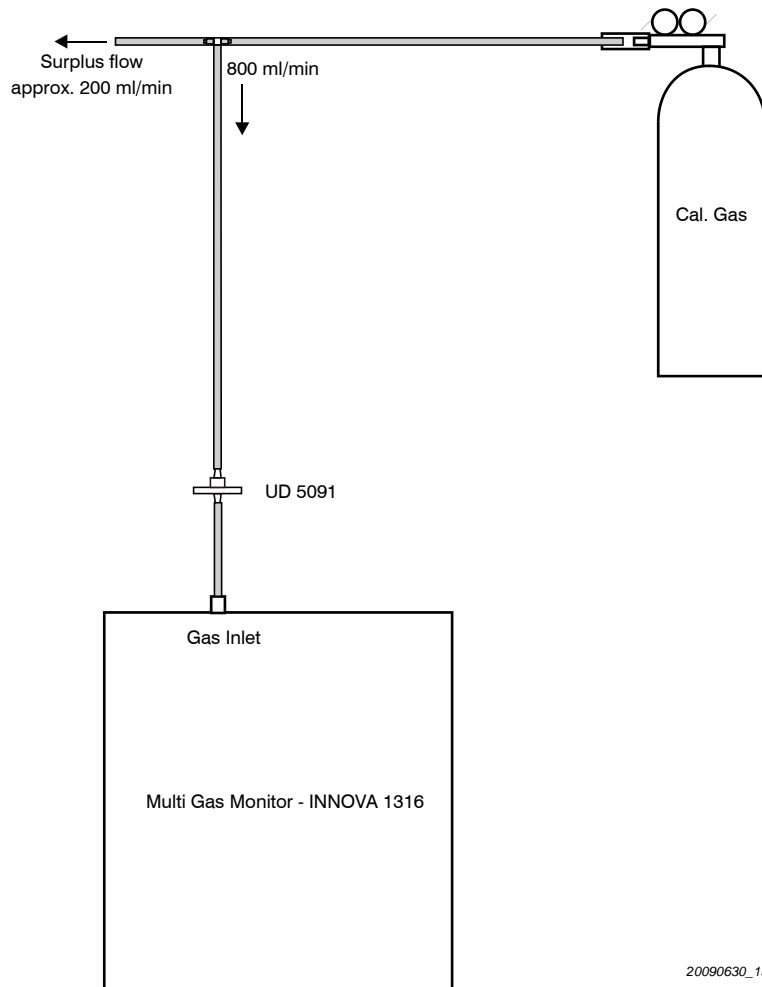 Surplus flow
approx. 200 ml/min
800 ml/min
Cal. Gas
UD 5091
Gas Inlet
Multi Gas Monitor - INNOVA 1316